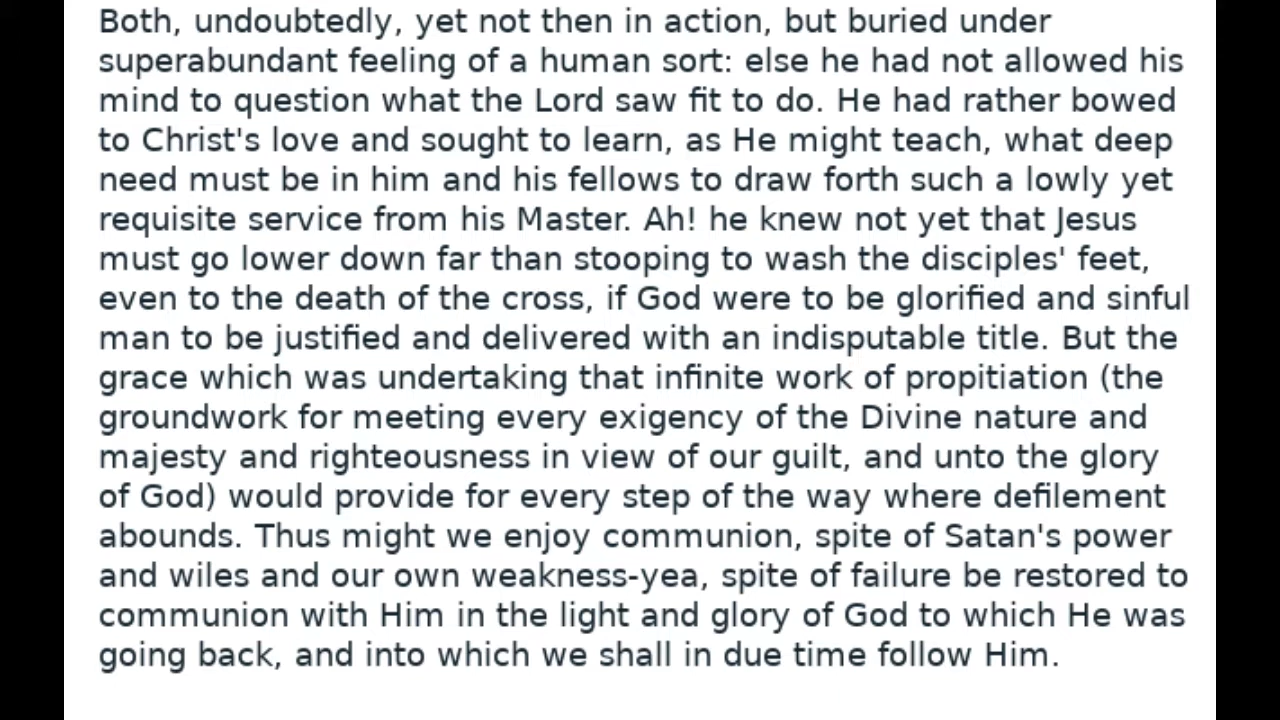 Both, undoubtedly, yet not then in action, but buried under
superabundant feeling of a human sort: else he had not allowed his
mind to question what the Lord saw fit to do. He had rather bowed
to Christ's love and sought to learn, as He might teach, what deep
need must be in him and his fellows to draw forth such a lowly yet
requisite service from his Master. Ah! he knew not yet that Jesus
must go lower down far than stooping to wash the disciples' feet,
even to the death of the cross, if God were to be glorified and sinful
man to be justified and delivered with an indisputable title. But the
grace which was undertaking that infinite work of propitiation (the
groundwork for meeting every exigency of the Divine nature and
majesty and righteousness in view of our guilt, and unto the glory
of God) would provide for every step of the way where defilement
abounds. Thus might we enjoy communion, spite of Satan's power
and wiles and our own weakness-yea, spite of failure be restored to
communion with Him in the light and glory of God to which He was
going back, and into which we shall in due time follow Him.